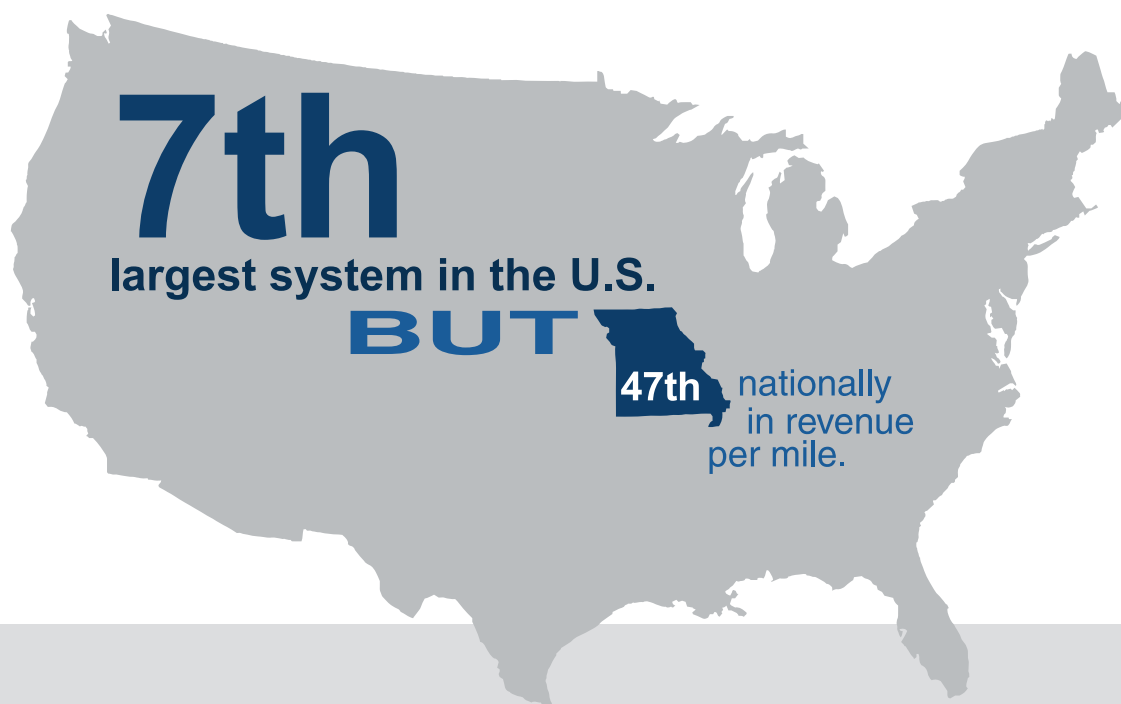 7th
largest system in the U.S.
BUT
47th nationally
in revenue
per mile.